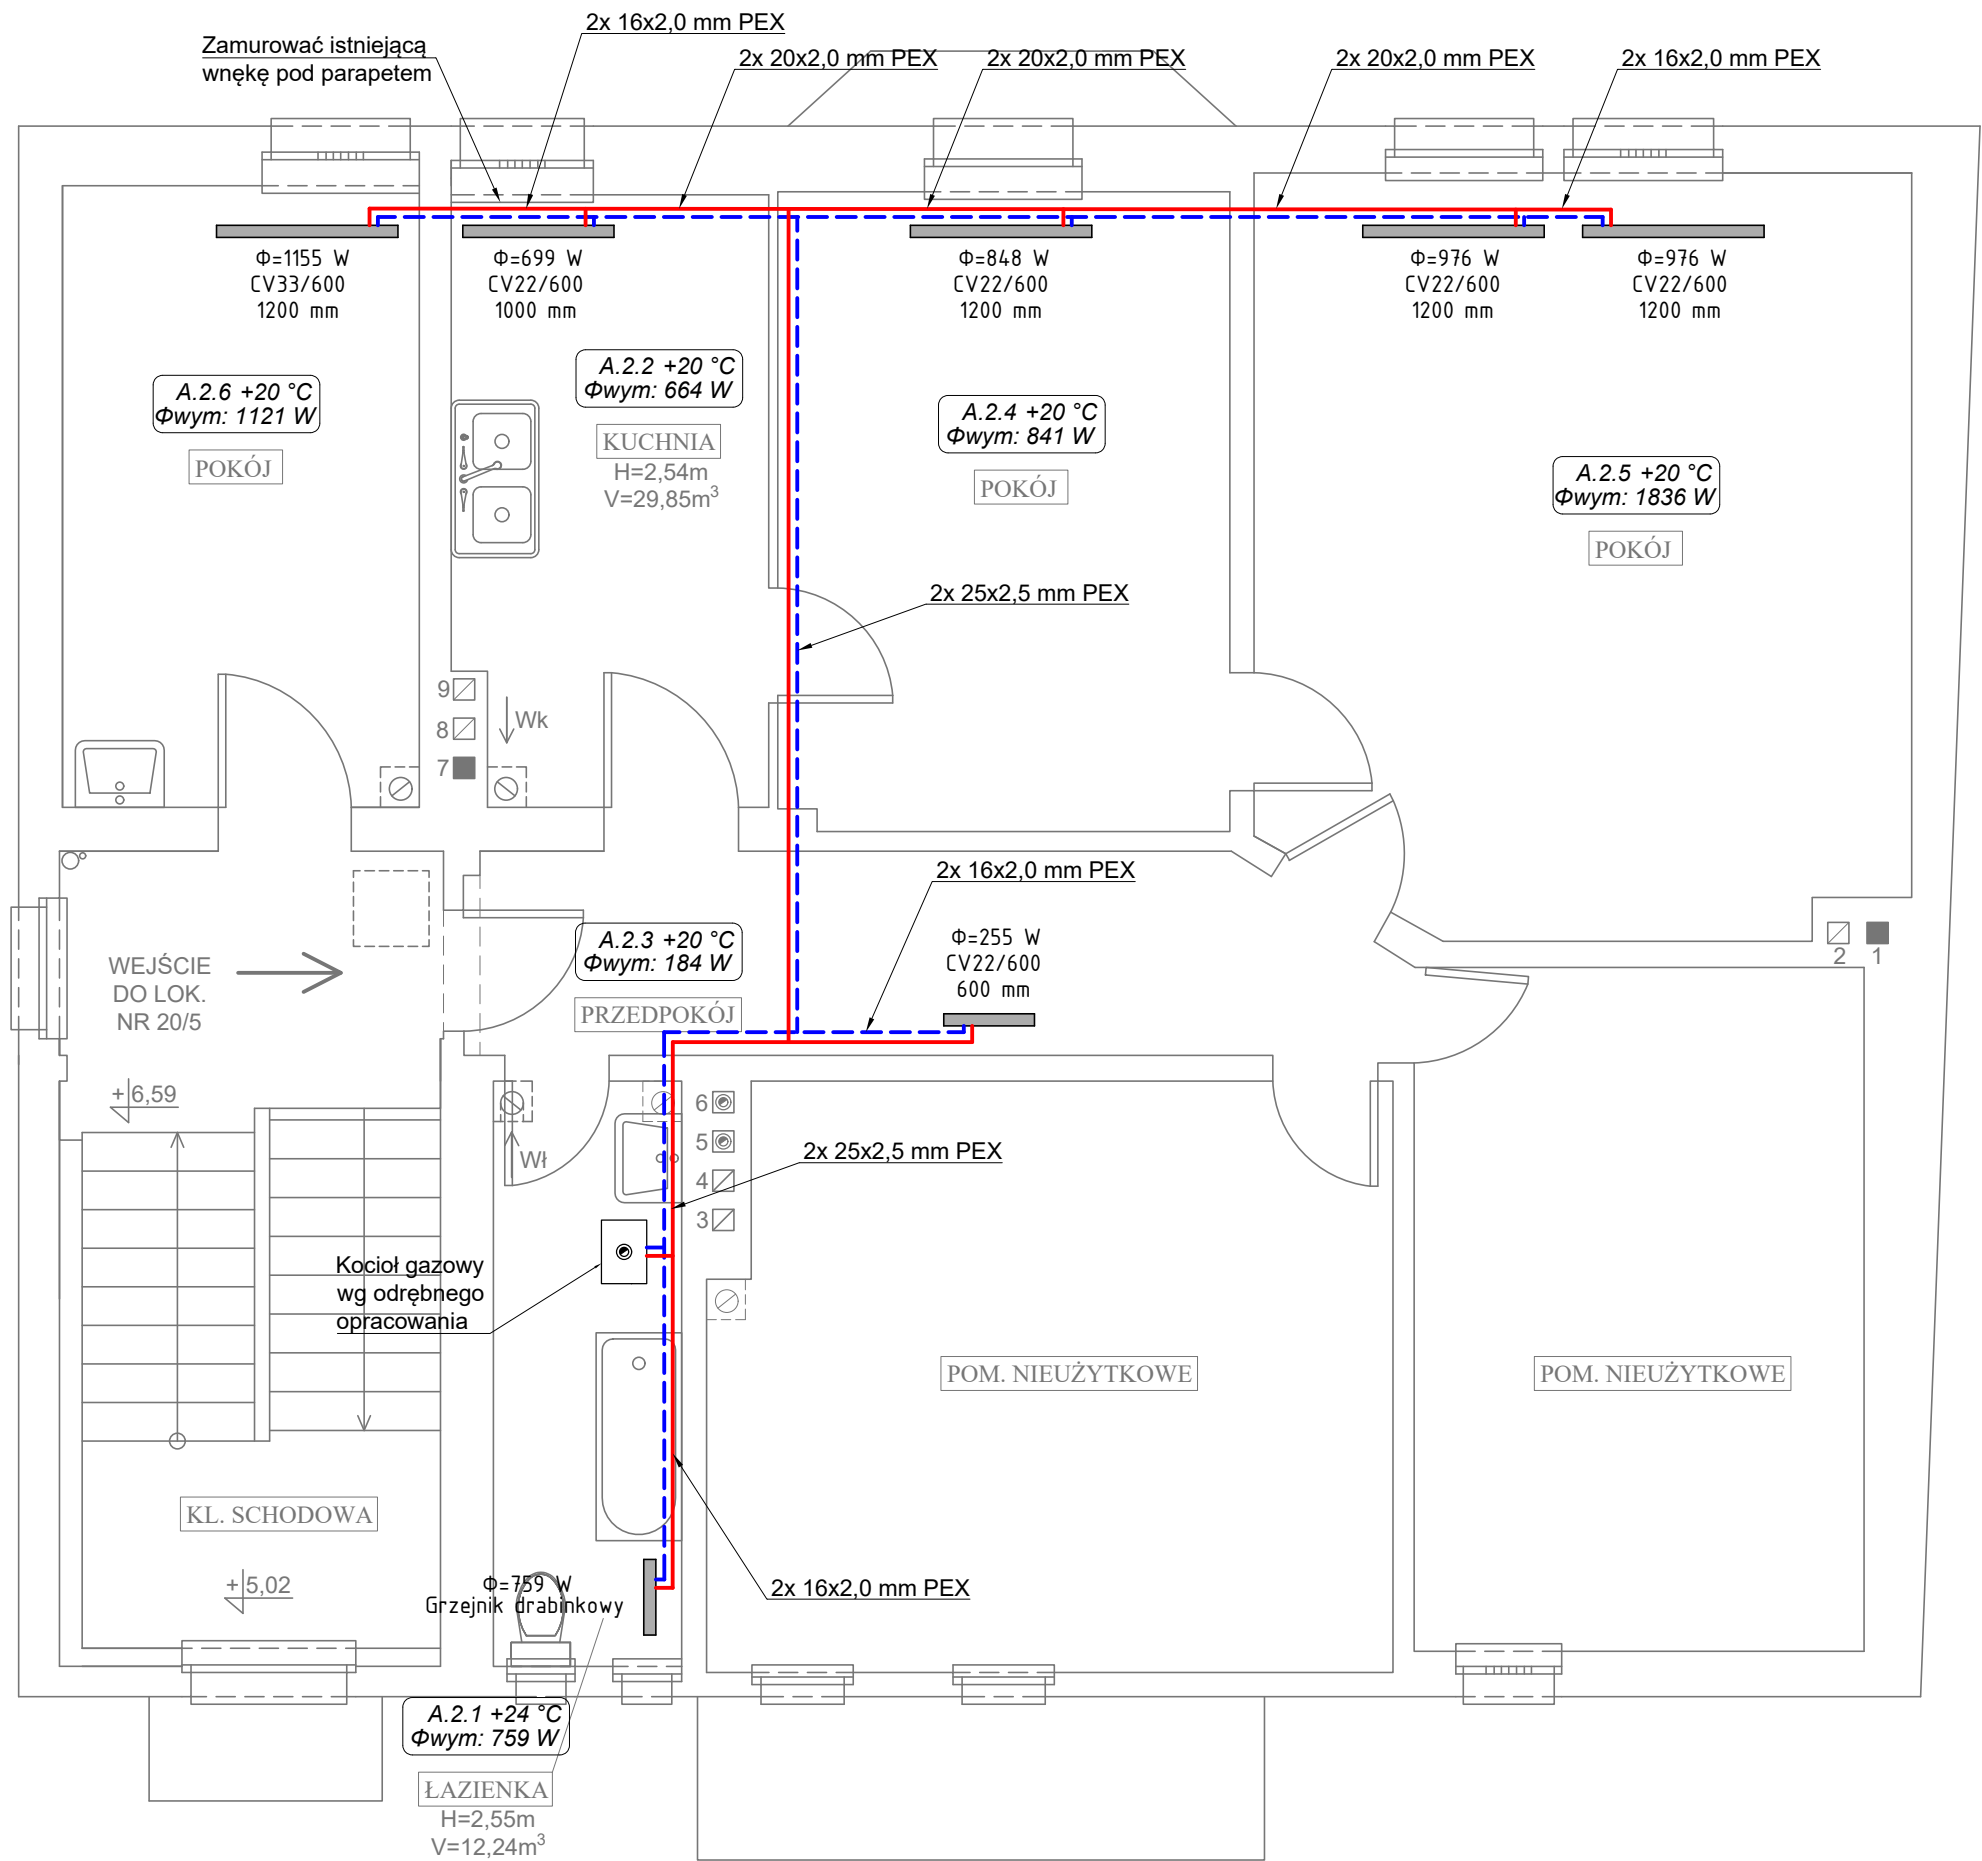 2x 16x2,0 mm PEX
Zamurować istniejącą
wnękę pod parapetem
2x 20x2,0 mm PEX
2x 20x2,0 mm PEX
2x 20x2,0 mm PEX
2x 16x2,0 mm PEX
Φ=1155 W
CV33/600
1200 mm
Φ=699 W
CV22/600
1000 mm
Φ=848 W
CV22/600
1200 mm
Φ=976 W
CV22/600
1200 mm
Φ=976 W
CV22/600
1200 mm
A.2.6 +20 °C
Φwym: 1121 W
POKÓJ
A.2.2 +20 °C
Φwym: 664 W
KUCHNIA
H=2,54m
V=29,85m³
A.2.4 +20 °C
Φwym: 841 W
POKÓJ
A.2.5 +20 °C
Φwym: 1836 W
POKÓJ
2x 25x2,5 mm PEX
9
8
7
Wk
2x 16x2,0 mm PEX
WEJŚCIE
DO LOK.
NR 20/5
A.2.3 +20 °C
Φwym: 184 W
PRZEDPOKÓJ
Φ=255 W
CV22/600
600 mm
2 1
+6,59
6
5
4
3
Wł
2x 25x2,5 mm PEX
Kocioł gazowy
wg odrębnego
opracowania
POM. NIEUŻYTKOWE
POM. NIEUŻYTKOWE
KL. SCHODOWA
+5,02
Φ=759 W
Grzejnik drabinkowy
2x 16x2,0 mm PEX
A.2.1 +24 °C
Φwym: 759 W
ŁAZIENKA
H=2,55m
V=12,24m³